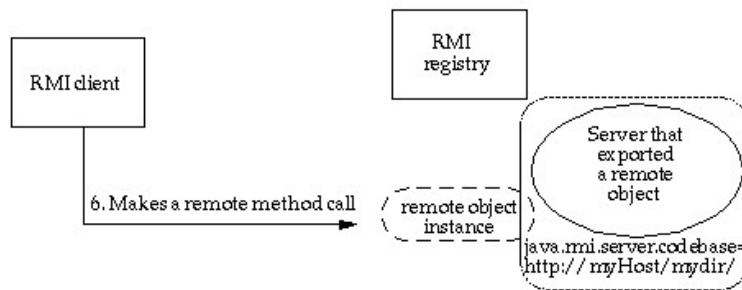 RMI client
RMI
registry
Server that
exported
a remote
object
6. Makes a remote method call
remote object
instance
java.rmi.server.codebase=
http://myHost/mydir/